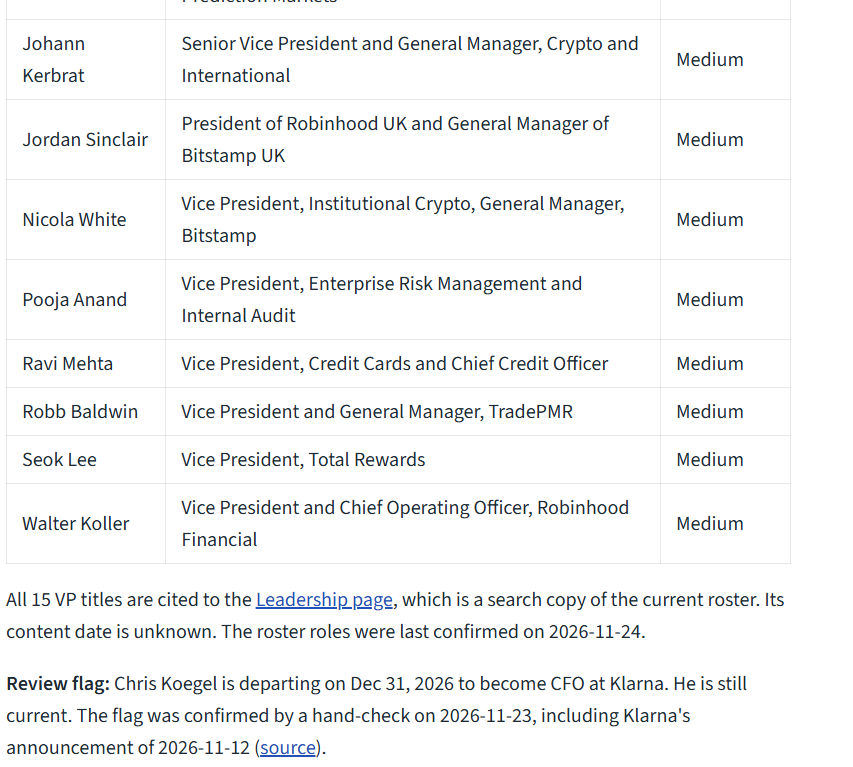 Prediction Markets
Johann
Kerbrat
Senior Vice President and General Manager, Crypto and
International
Medium
Jordan Sinclair
President of Robinhood UK and General Manager of
Bitstamp UK
Medium
Nicola White
Vice President, Institutional Crypto, General Manager,
Bitstamp
Medium
Pooja Anand
Vice President, Enterprise Risk Management and
Internal Audit
Medium
Ravi Mehta
Vice President, Credit Cards and Chief Credit Officer
Medium
Robb Baldwin
Vice President and General Manager, TradePMR
Medium
Seok Lee
Vice President, Total Rewards
Medium
Walter Koller
Vice President and Chief Operating Officer, Robinhood
Financial
Medium
All 15 VP titles are cited to the Leadership page, which is a search copy of the current roster. Its
content date is unknown. The roster roles were last confirmed on 2026-11-24.
Review flag: Chris Koegel is departing on Dec 31, 2026 to become CFO at Klarna. He is still
current. The flag was confirmed by a hand-check on 2026-11-23, including Klarna's
announcement of 2026-11-12 (source).